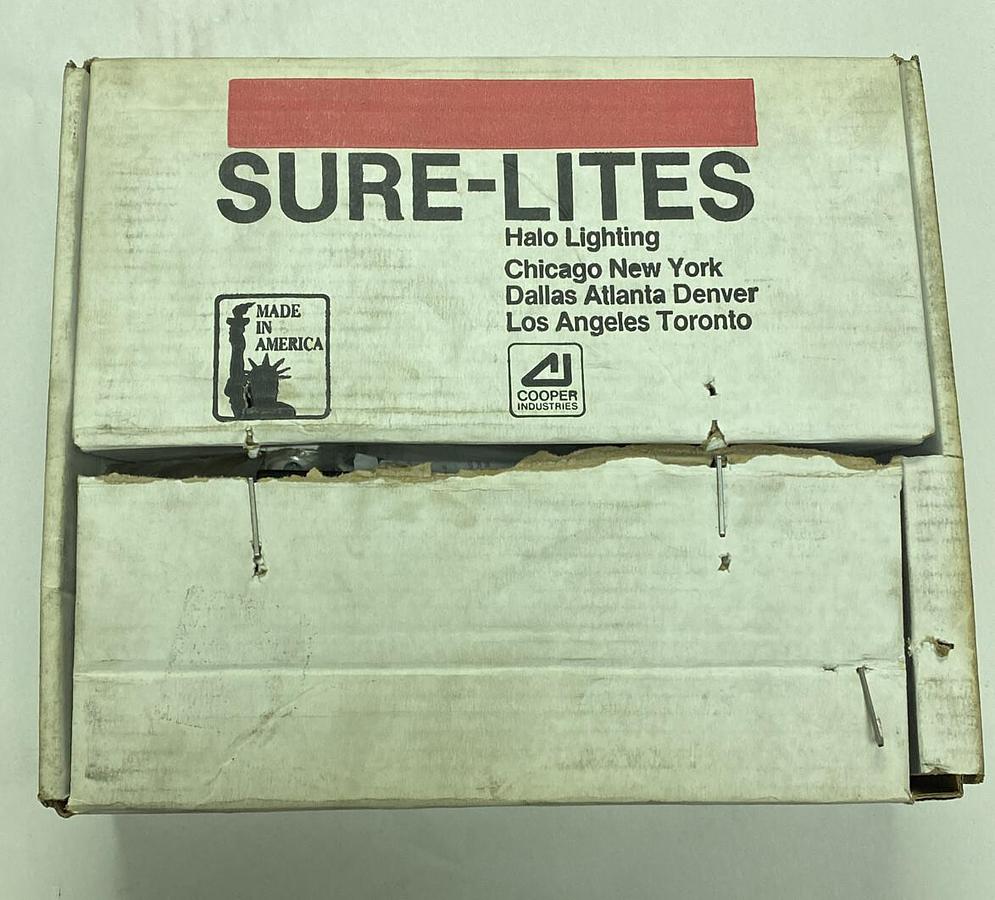 SURE-LITES
Halo Lighting
Chicago New York
Dallas Atlanta Denver
Los Angeles Toronto
MADE
IN
AMERICA
COOPER
INDUSTRIES